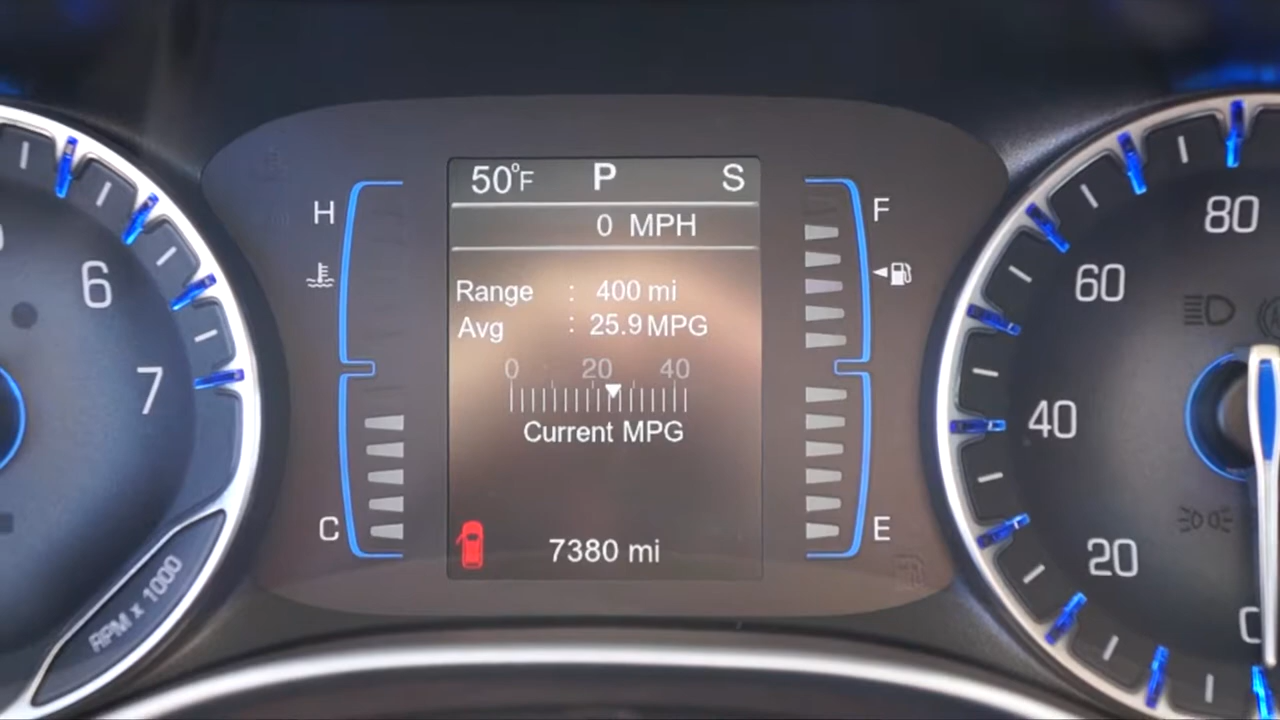 50°F P S
0 MPH
H
F
Range : 400 mi
Avg : 25.9 MPG
0 20 40
Current MPG
C
E
7380 mi
6
7
RPM x 1000
80
60
40
20